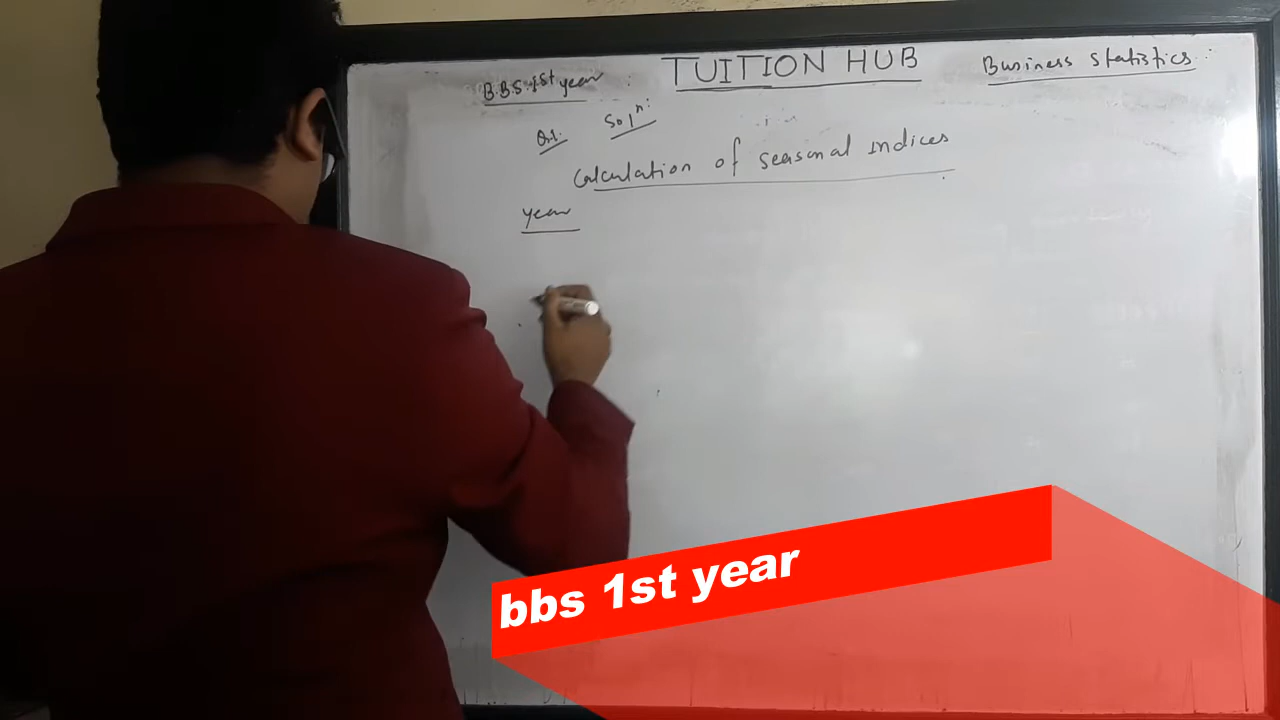 B.B.S. 1st year : TUITION HUB Business Statistics :
Q.1: Solⁿ:
Calculation of seasonal indices
year
bbs 1st year